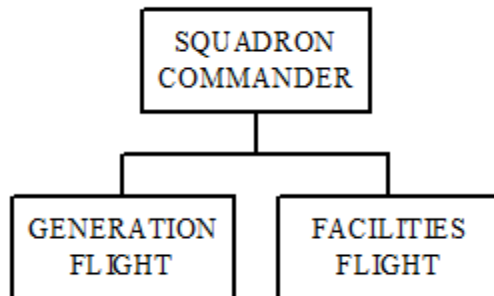 SQUADRON
COMMANDER
GENERATION
FLIGHT
FACILITIES
FLIGHT